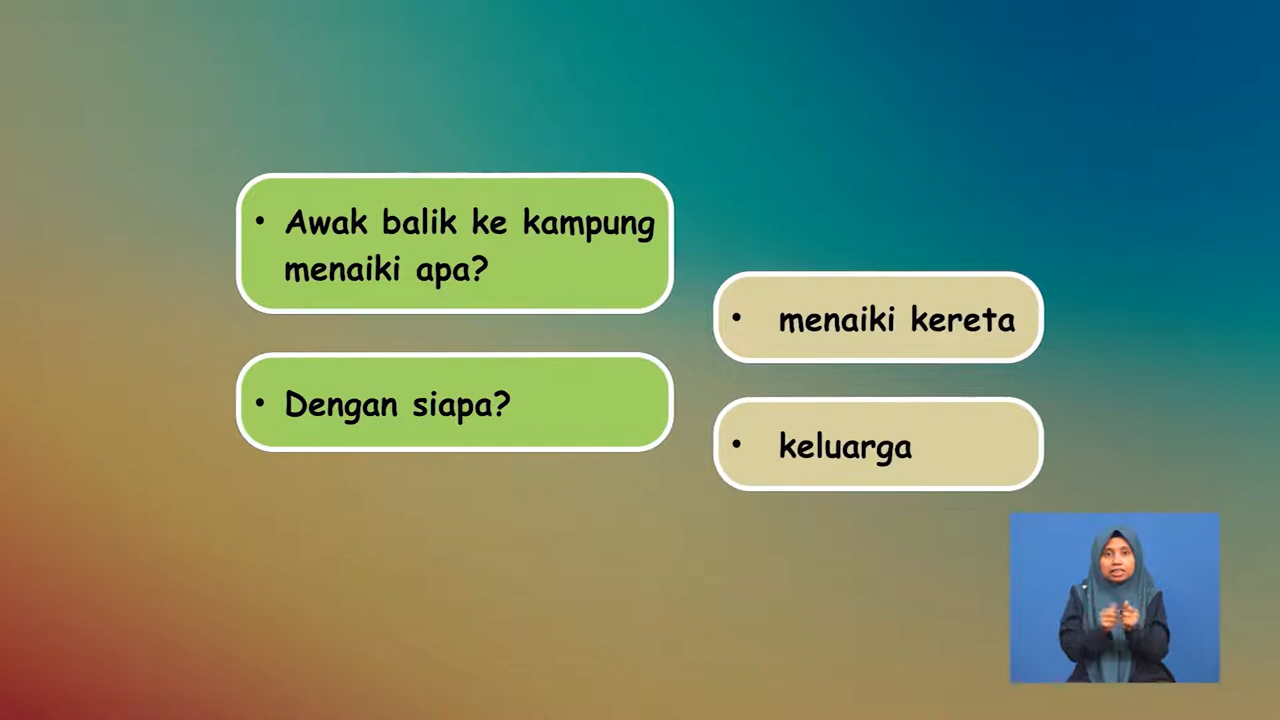 • Awak balik ke kampung
menaiki apa?
• menaiki kereta
• Dengan siapa?
• keluarga